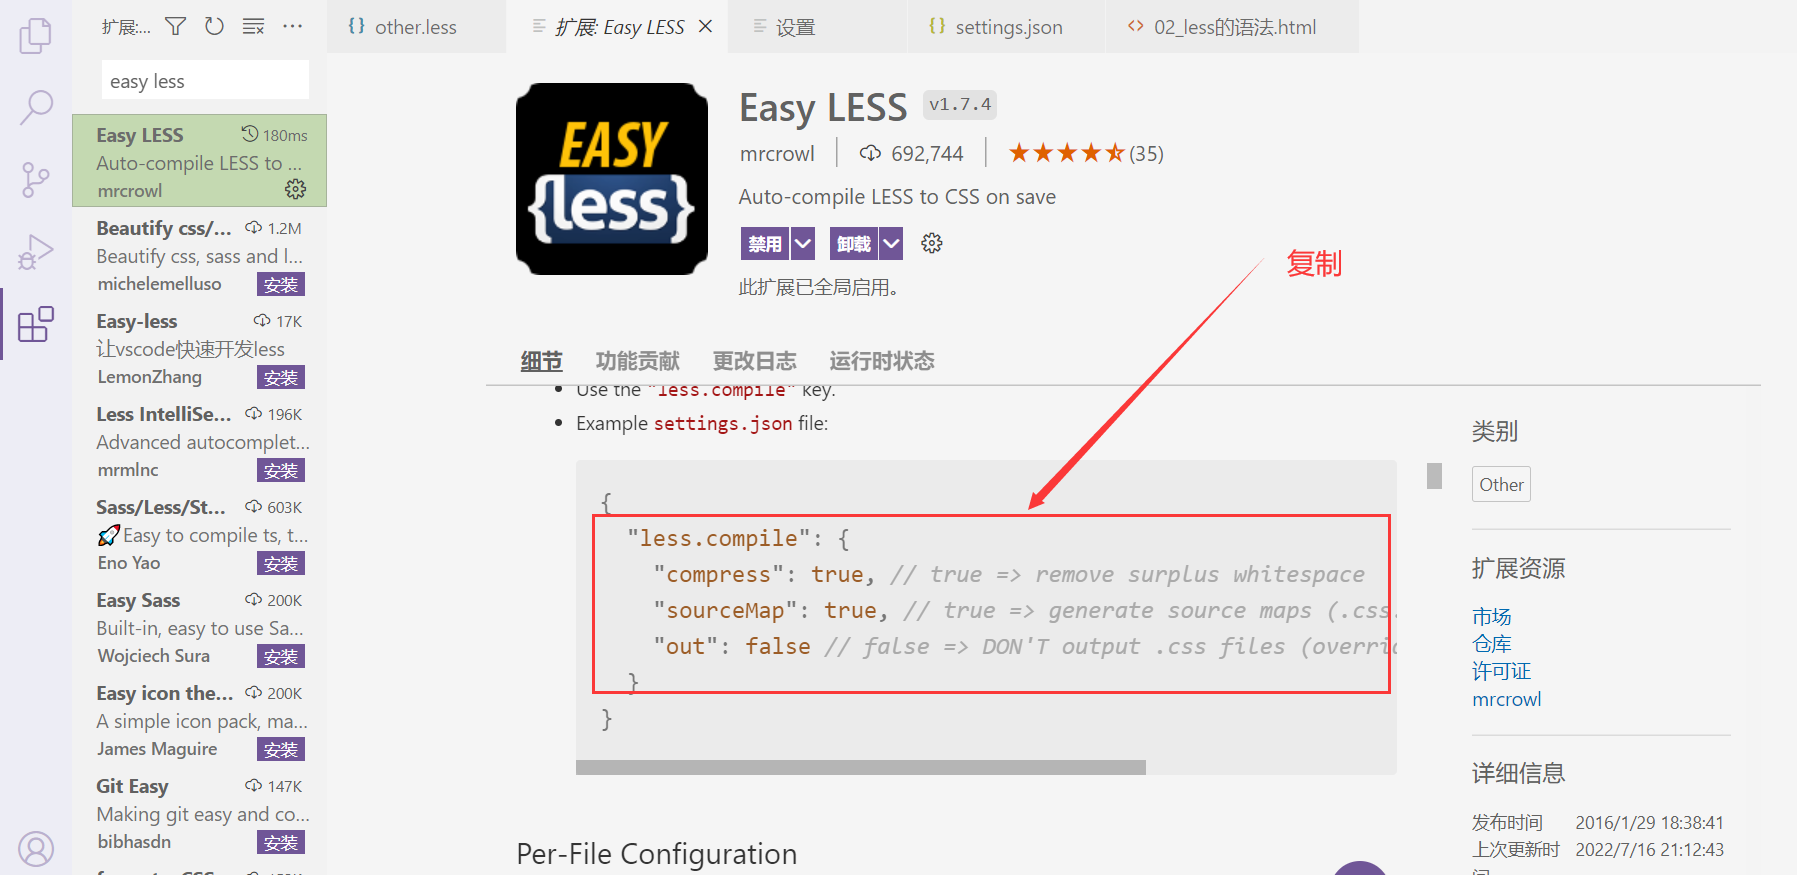 扩展:...
easy less
Easy LESS 180ms
Auto-compile LESS to ...
mrcrowl
Beautify css/... 1.2M
Beautify css, sass and l...
michelemelluso 安装
Easy-less 17K
让vscode快速开发less
LemonZhang 安装
Less IntelliSe... 196K
Advanced autocomplet...
mrmlnc 安装
Sass/Less/St... 603K
🚀Easy to compile ts, t...
Eno Yao 安装
Easy Sass 200K
Built-in, easy to use Sa...
Wojciech Sura 安装
Easy icon the... 200K
A simple icon pack, ma...
James Maguire 安装
Git Easy 147K
Making git easy and co...
bibhasdn 安装
{} other.less
扩展: Easy LESS
设置
{} settings.json
<> 02_less的语法.html
EASY
{less}
Easy LESS v1.7.4
mrcrowl 692,744 (35)
Auto-compile LESS to CSS on save
禁用 卸载
此扩展已全局启用。
复制
细节 功能贡献 更改日志 运行时状态
Use the "less.compile" key.
Example settings.json file:
{
"less.compile": {
"compress": true, // true => remove surplus whitespace
"sourceMap": true, // true => generate source maps (.css.
"out": false // false => DON'T output .css files (overri
}
}
Per-File Configuration
类别
Other
扩展资源
市场
仓库
许可证
mrcrowl
详细信息
发布时间 2016/1/29 18:38:41
上次更新时 2022/7/16 21:12:43